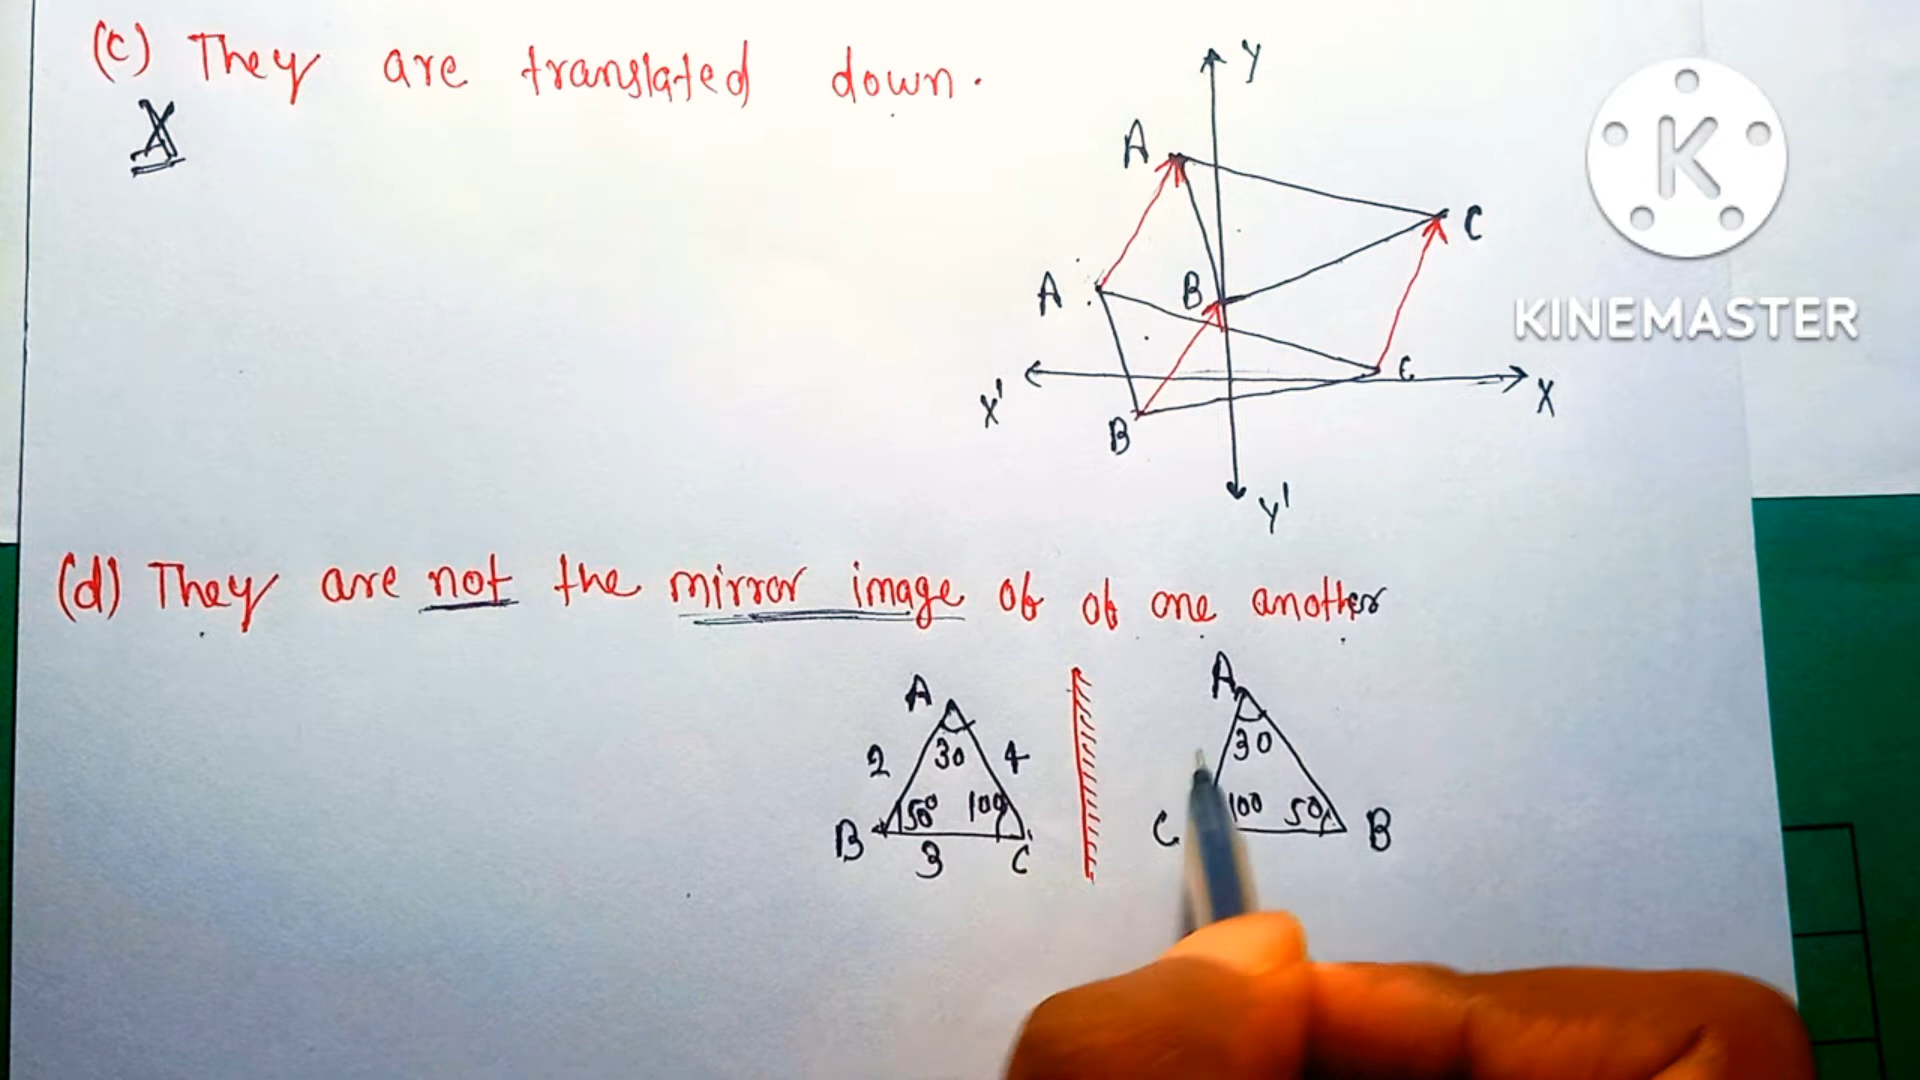 (c) They are translated down.
X
Y
A
C
A
B
C
X'
X
B
Y'
K
KINEMASTER
(d) They are not the mirror image of of one another
A
A
2 30 4
30
50° 100
100 50
B 3 C
C B